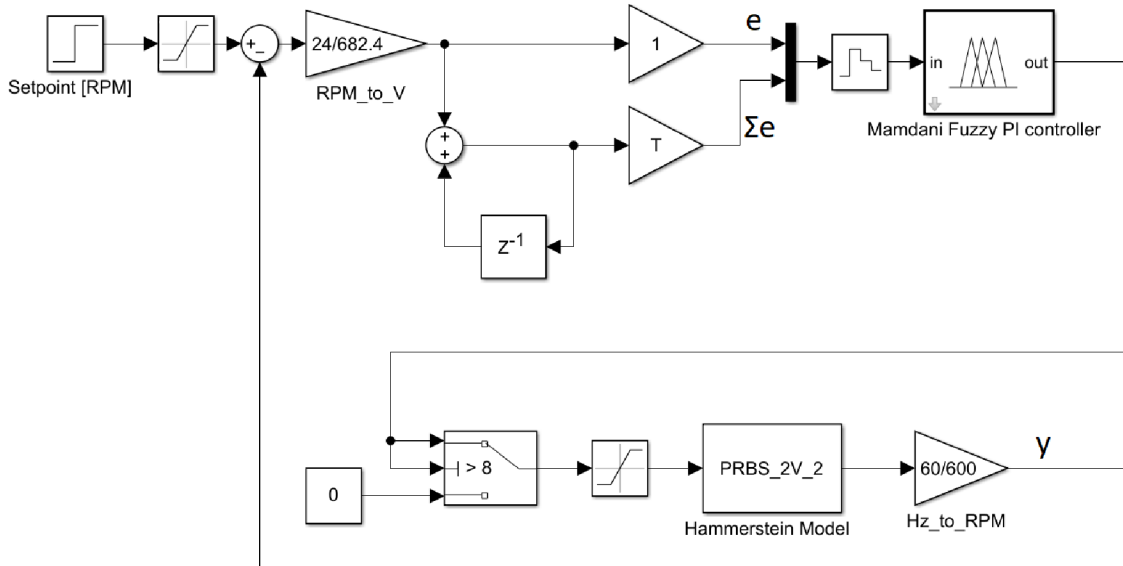 Setpoint [RPM]
+
−
24/682.4
RPM_to_V
1
e
+
+
T
Σe
z-1
in
out
Mamdani Fuzzy PI controller
0
> 8
PRBS_2V_2
Hammerstein Model
60/600
Hz_to_RPM
y